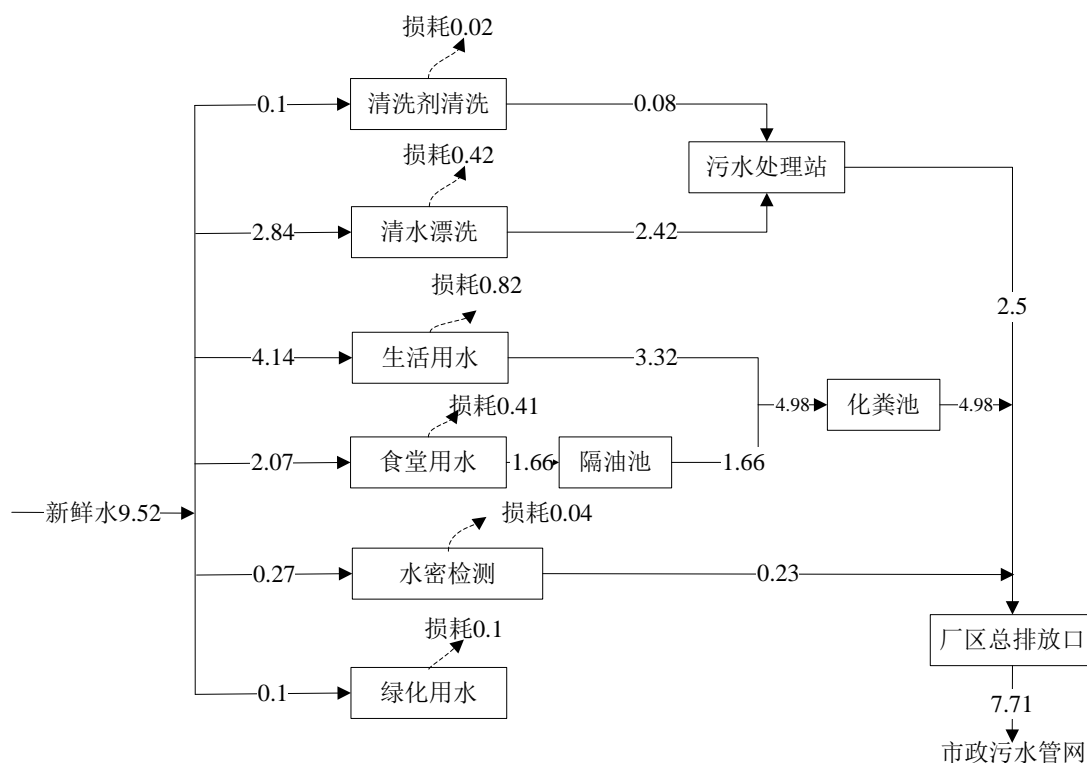 损耗0.02
0.1
清洗剂清洗
0.08
损耗0.42
污水处理站
2.84
清水漂洗
2.42
损耗0.82
2.5
4.14
生活用水
3.32
4.98
化粪池
4.98
损耗0.41
2.07
食堂用水
1.66
隔油池
1.66
新鲜水9.52
损耗0.04
0.27
水密检测
0.23
损耗0.1
厂区总排放口
0.1
绿化用水
7.71
市政污水管网